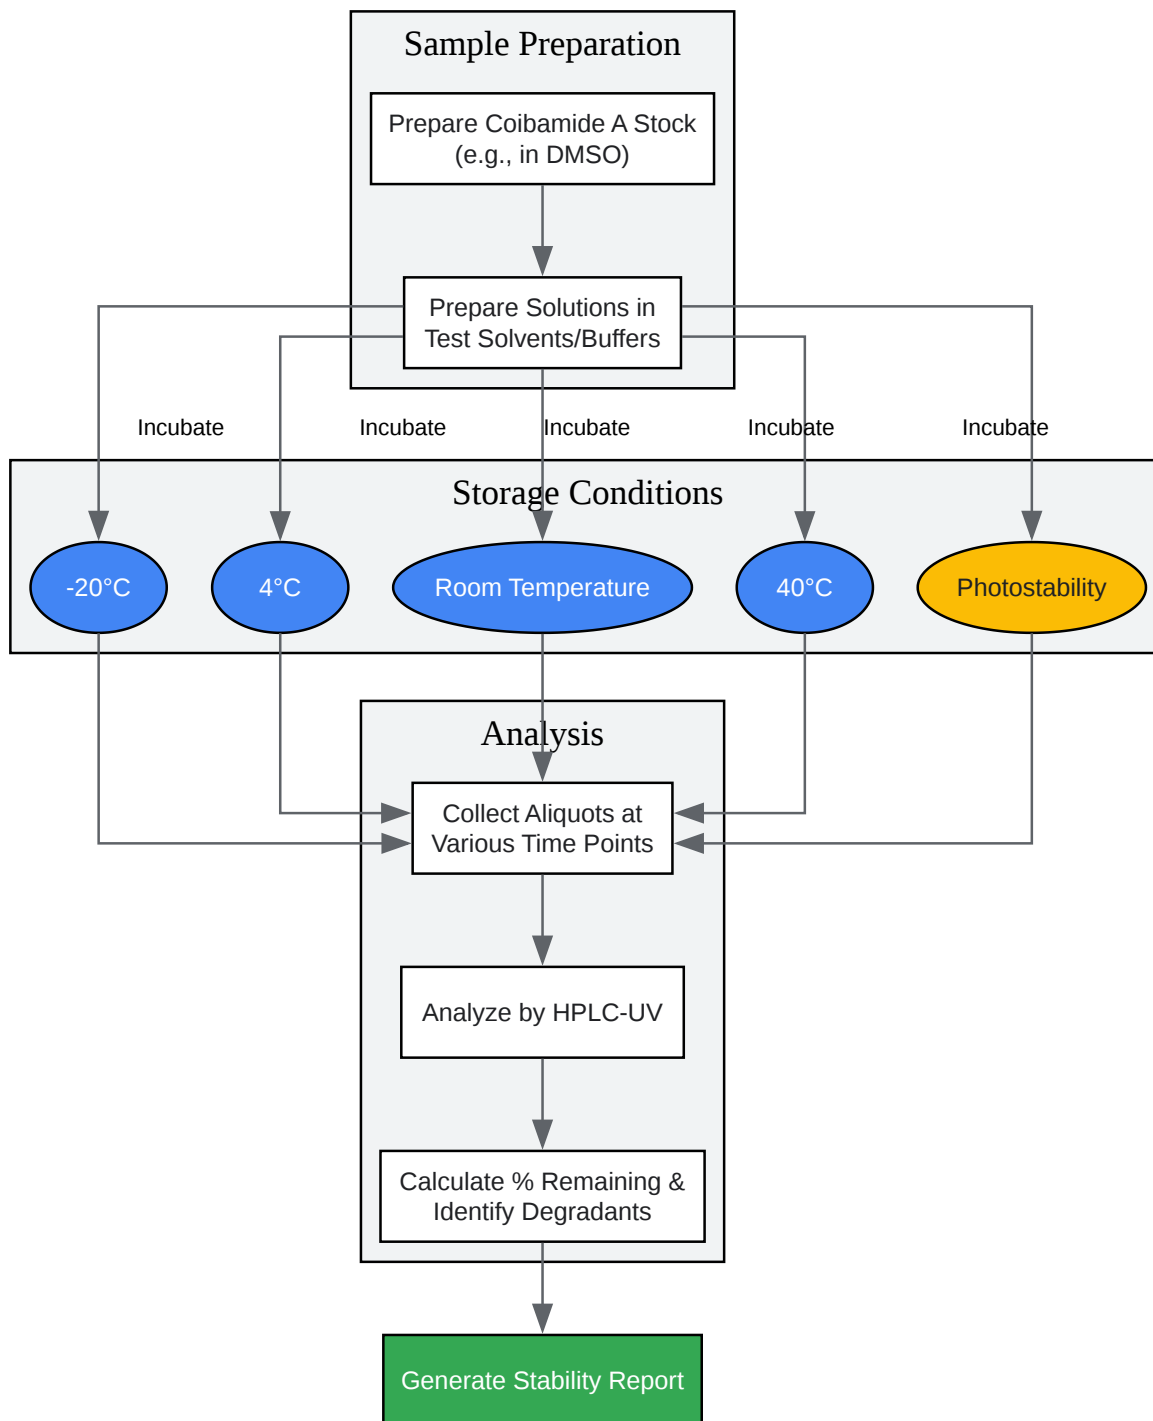 Sample Preparation
Prepare Coibamide A Stock
(e.g., in DMSO)
Prepare Solutions in
Test Solvents/Buffers
Incubate
Incubate
Incubate
Incubate
Incubate
Storage Conditions
-20°C
4°C
Room Temperature
40°C
Photostability
Analysis
Collect Aliquots at
Various Time Points
Analyze by HPLC-UV
Calculate % Remaining &
Identify Degradants
Generate Stability Report